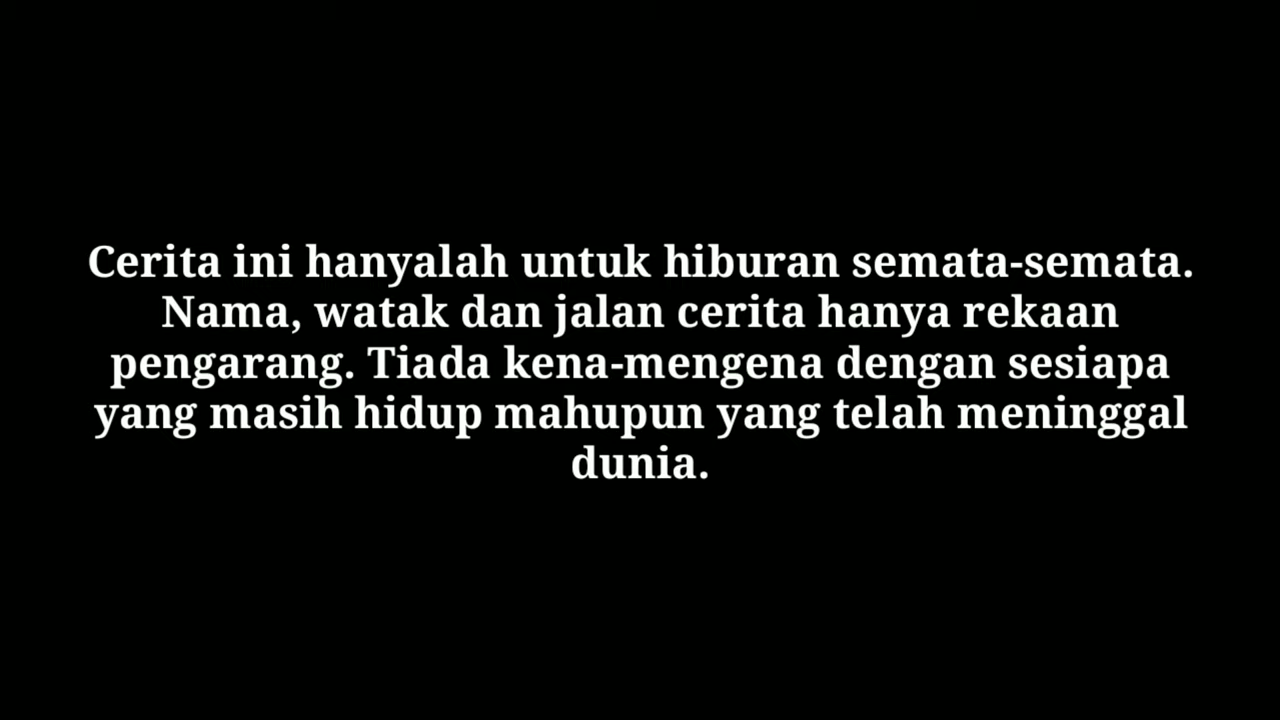 Cerita ini hanyalah untuk hiburan semata-semata.
Nama, watak dan jalan cerita hanya rekaan
pengarang. Tiada kena-mengena dengan sesiapa
yang masih hidup mahupun yang telah meninggal
dunia.